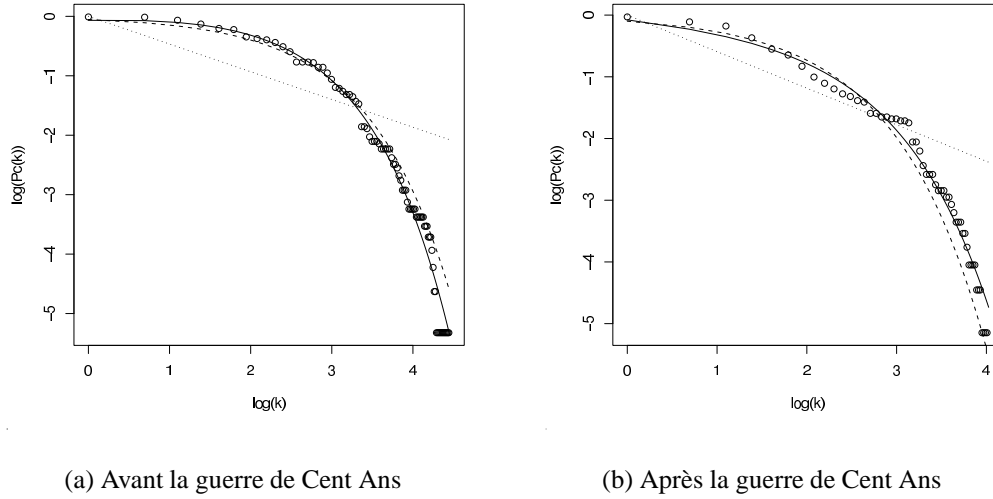 0
-1
-2
-3
-4
-5
log(Pc(k))
0 1 2 3 4
log(k)
(a) Avant la guerre de Cent Ans
0
-1
-2
-3
-4
-5
log(Pc(k))
0 1 2 3 4
log(k)
(b) Après la guerre de Cent Ans